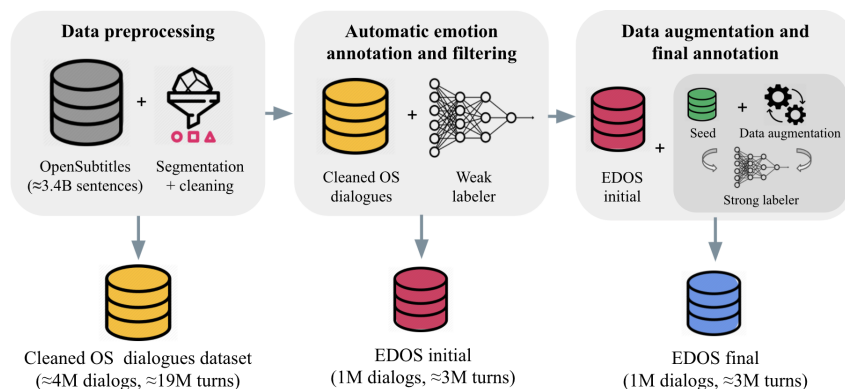 Data preprocessing
OpenSubtitles
(≈3.4B sentences)
+
Segmentation
+ cleaning
Automatic emotion
annotation and filtering
Cleaned OS
dialogues
+
Weak
labeler
Data augmentation and
final annotation
EDOS
initial
+
Seed
+
Data augmentation
Strong labeler
Cleaned OS dialogues dataset
(≈4M dialogs, ≈19M turns)
EDOS initial
(1M dialogs, ≈3M turns)
EDOS final
(1M dialogs, ≈3M turns)